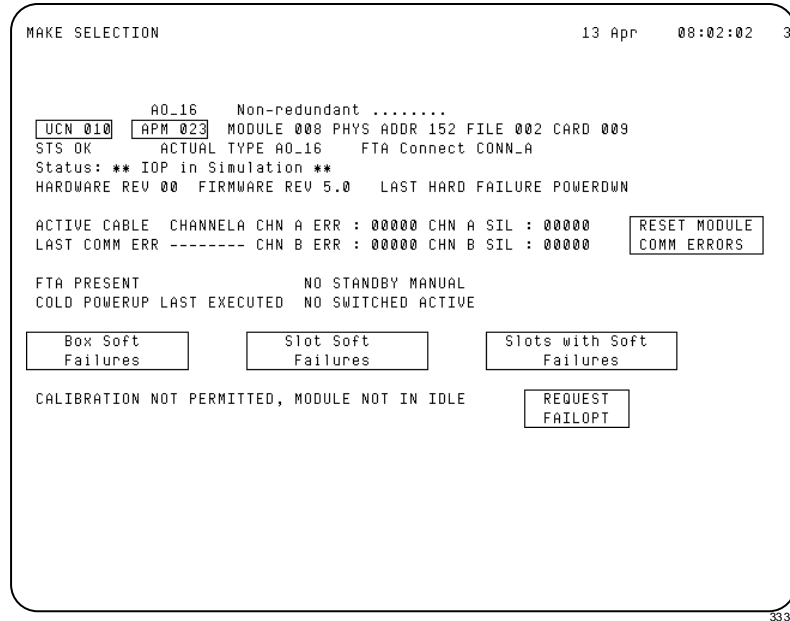 MAKE SELECTION 13 Apr 08:02:02 3
AO_16 Non-redundant ........
UCN 010 APM 023 MODULE 008 PHYS ADDR 152 FILE 002 CARD 009
STS OK ACTUAL TYPE AO_16 FTA Connect CONN_A
Status: ** IOP in Simulation **
HARDWARE REV 00 FIRMWARE REV 5.0 LAST HARD FAILURE POWERDWN
ACTIVE CABLE CHANNELA CHN A ERR : 00000 CHN A SIL : 00000 RESET MODULE
LAST COMM ERR -------- CHN B ERR : 00000 CHN B SIL : 00000 COMM ERRORS
FTA PRESENT NO STANDBY MANUAL
COLD POWERUP LAST EXECUTED NO SWITCHED ACTIVE
Box Soft Slot Soft Slots with Soft
Failures Failures Failures
CALIBRATION NOT PERMITTED, MODULE NOT IN IDLE REQUEST
FAILOPT
333